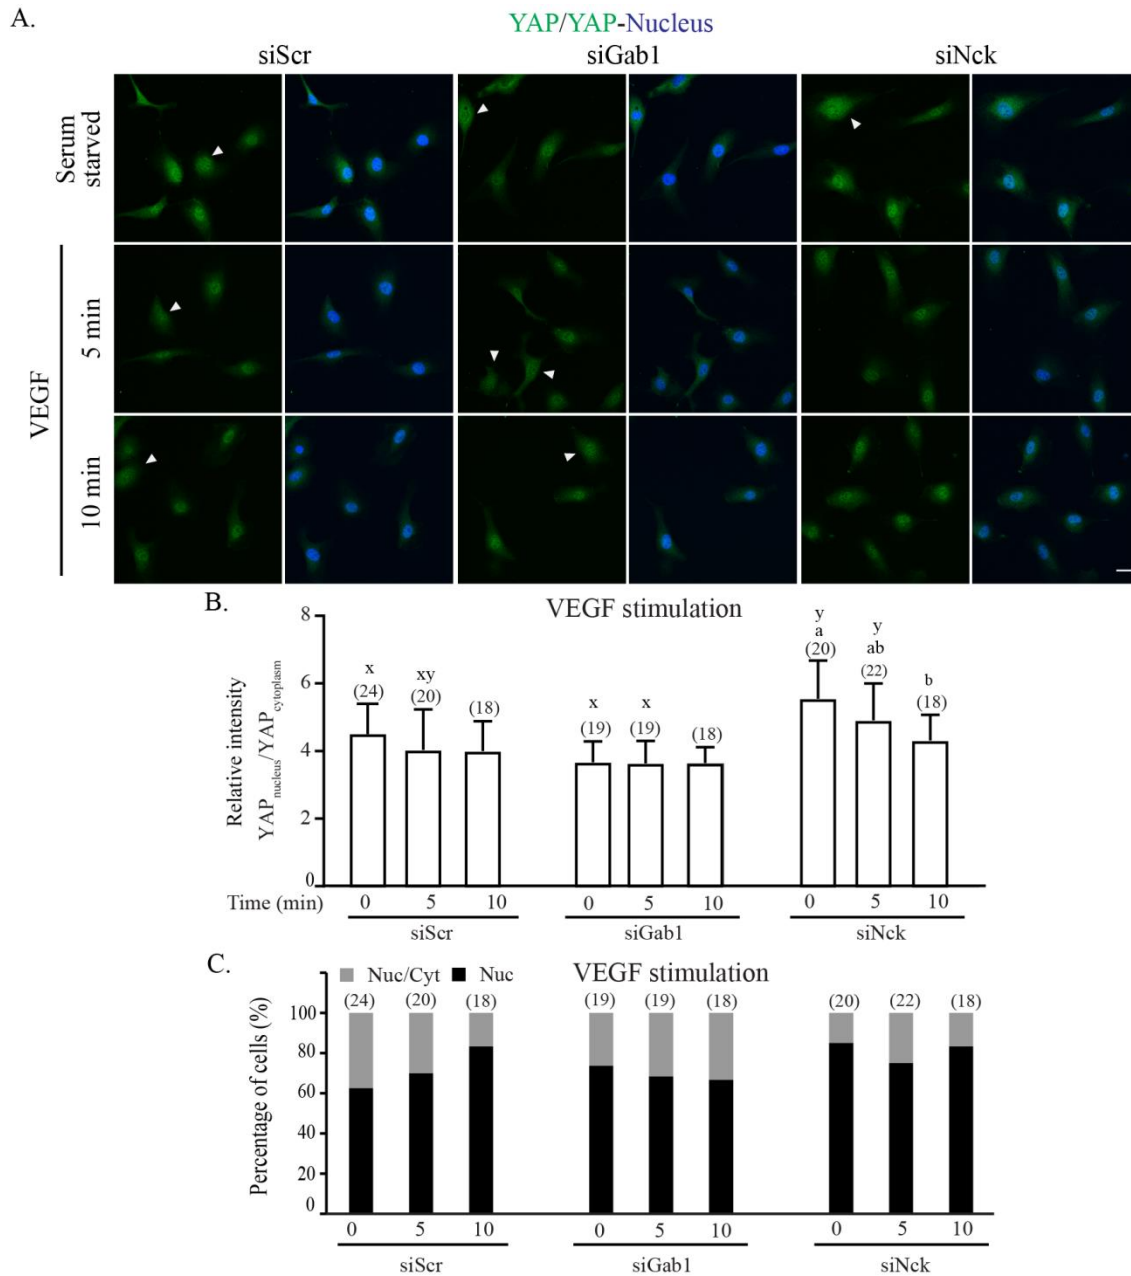 A.
YAP/YAP-Nucleus
siScr siGab1 siNck
Serum
starved
VEGF
5 min
10 min
B.
VEGF stimulation
Relative intensity
YAPnucleus/YAPcytoplasm
8
6
4
2
0
x
(24)
xy
(20)
(18)
x
(19)
x
(19)
(18)
y
a
(20)
y
ab
(22)
b
(18)
Time (min) 0 5 10 0 5 10 0 5 10
siScr siGab1 siNck
C.
VEGF stimulation
Nuc/Cyt Nuc
Percentage of cells (%)
(24) (20) (18) (19) (19) (18) (20) (22) (18)
100
80
60
40
20
0
0 5 10 0 5 10 0 5 10
siScr siGab1 siNck